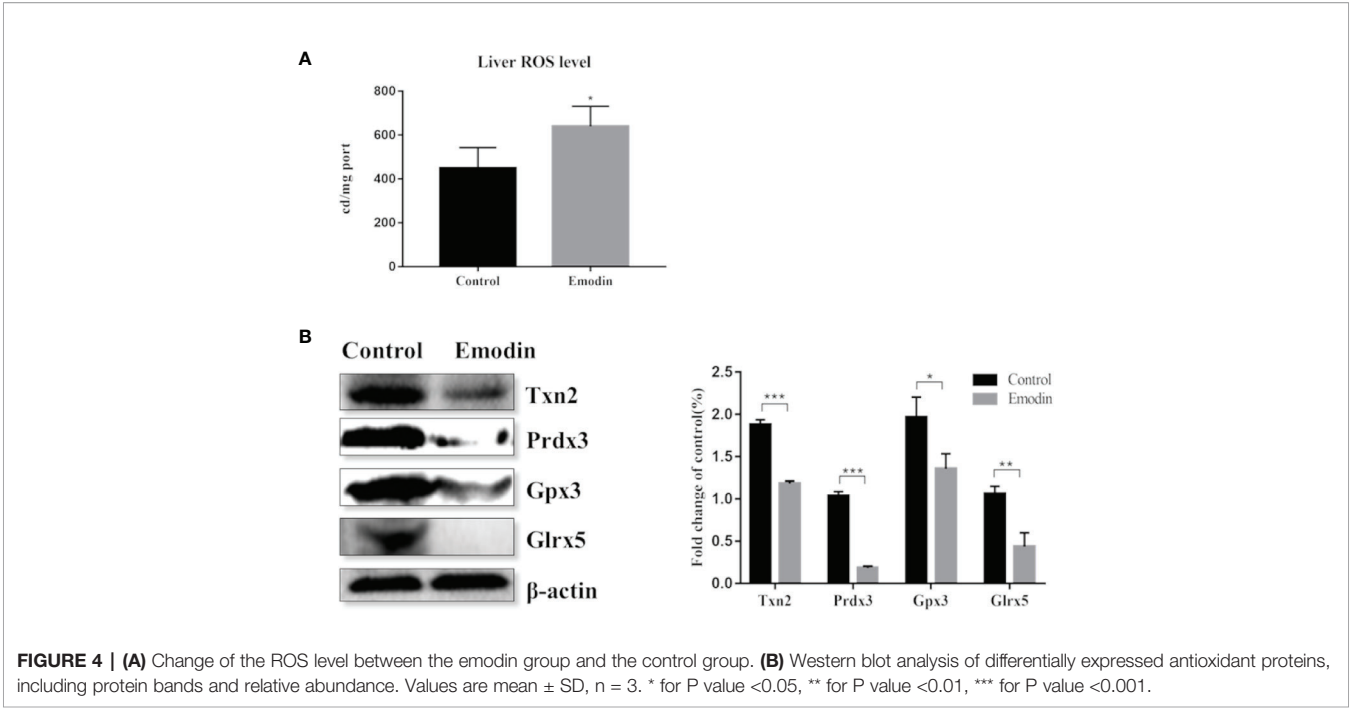 A
Liver ROS level
cd/mg port
800
*
600
400
200
0
Control
Emodin
B
Control Emodin
Txn2
Prdx3
Gpx3
Glrx5
β-actin
Fold change of control(%)
2.5
2.0
1.5
1.0
0.5
0.0
***
***
*
**
Control
Emodin
Txn2 Prdx3 Gpx3 Glrx5
FIGURE 4 | (A) Change of the ROS level between the emodin group and the control group. (B) Western blot analysis of differentially expressed antioxidant proteins,
including protein bands and relative abundance. Values are mean ± SD, n = 3. * for P value <0.05, ** for P value <0.01, *** for P value <0.001.